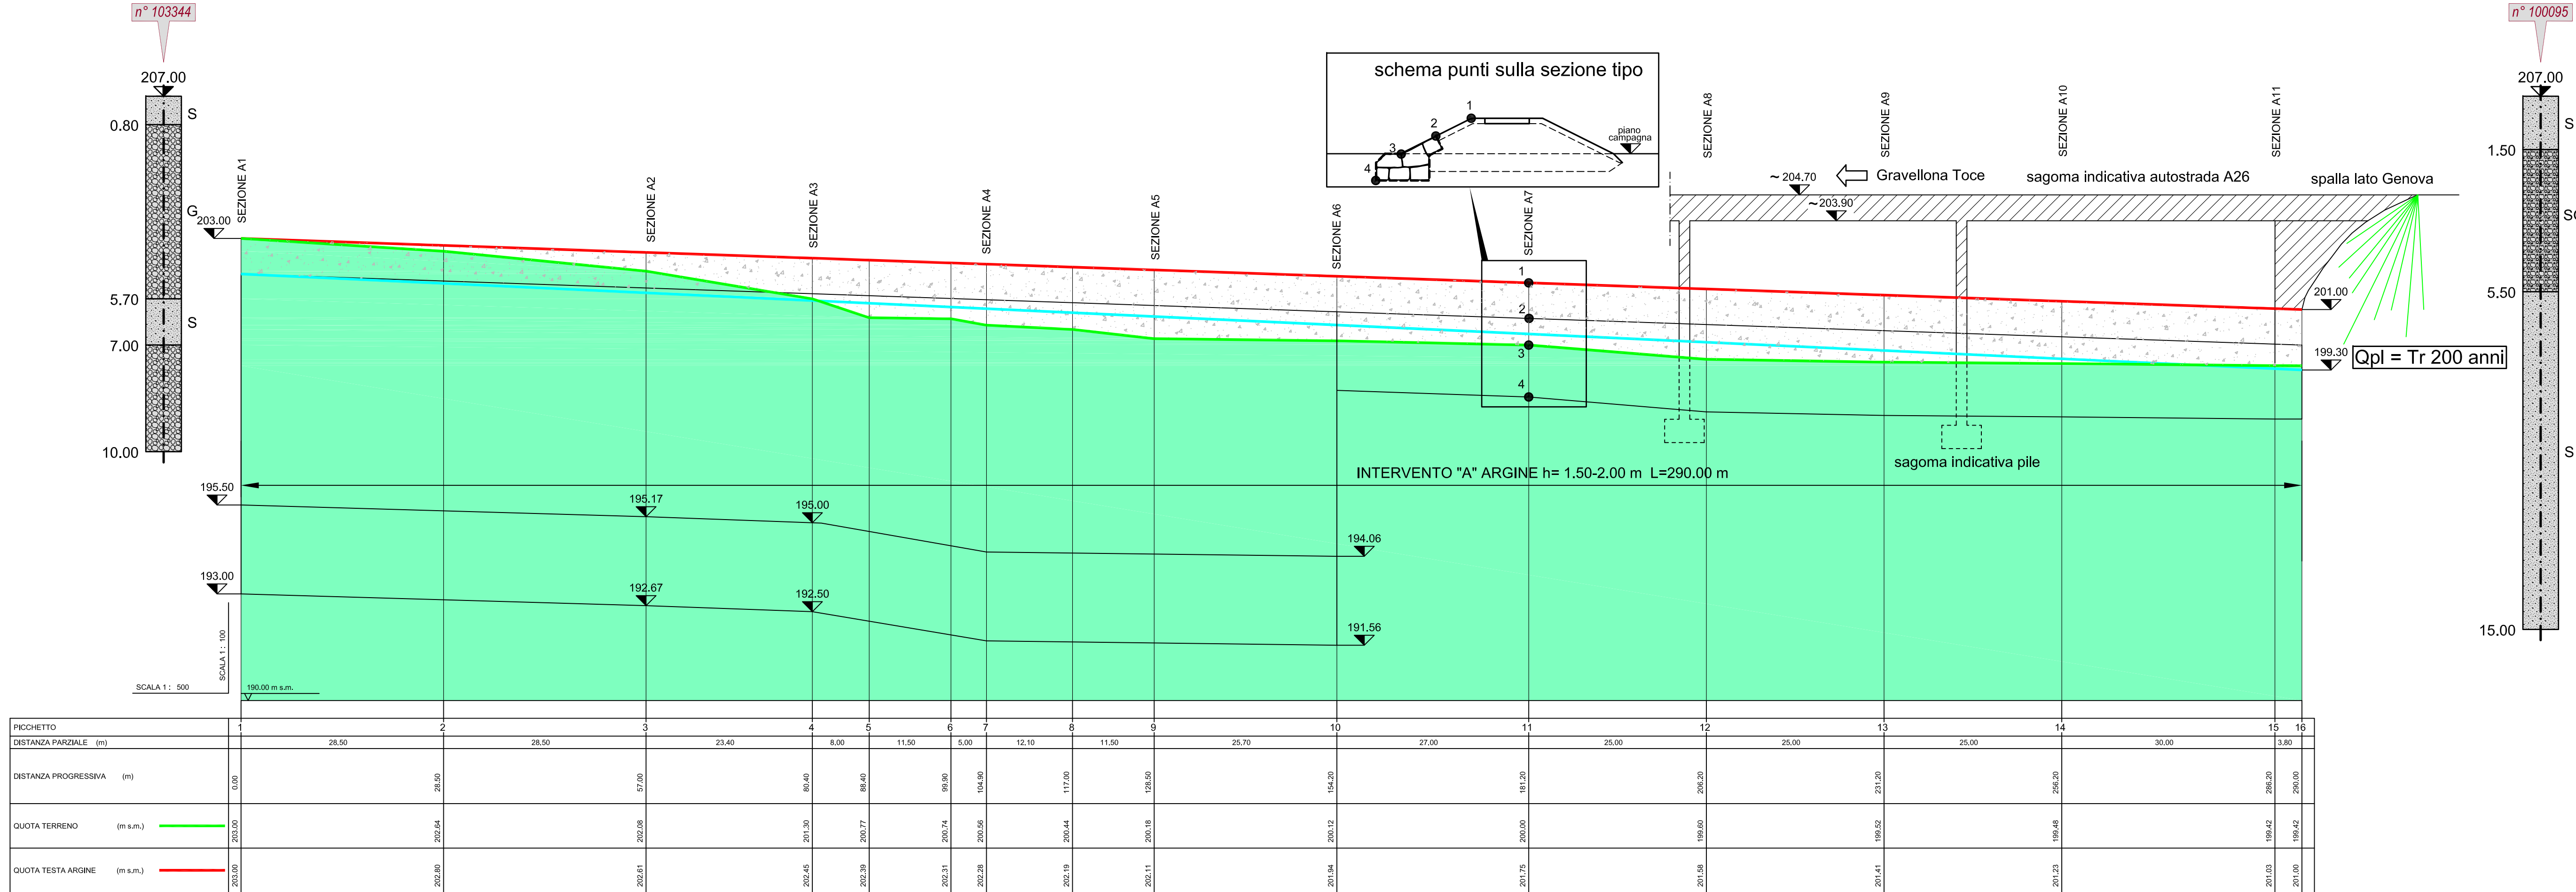 n° 103344
207.00
S
0.80
G
5.70
S
7.00
10.00
203.00
SEZIONE A1
SEZIONE A2
SEZIONE A3
SEZIONE A4
SEZIONE A5
SEZIONE A6
SEZIONE A7
SEZIONE A8
SEZIONE A9
SEZIONE A10
SEZIONE A11
schema punti sulla sezione tipo
1
2
3
4
piano
campagna
~ 204.70
Gravellona Toce
sagoma indicativa autostrada A26
spalla lato Genova
~203.90
1
2
3
4
201.00
199.30
Qpl = Tr 200 anni
n° 100095
207.00
S
1.50
5.50
S
15.00
sagoma indicativa pile
INTERVENTO "A" ARGINE h= 1.50-2.00 m L=290.00 m
195.50
195.17
195.00
194.06
193.00
192.67
192.50
191.56
SCALA 1 : 100
SCALA 1 : 500
190.00 m s.m.
PICCHETTO 1 2 3 4 5 6 7 8 9 10 11 12 13 14 15 16
DISTANZA PARZIALE (m) 28,50 28,50 23,40 8,00 11,50 5,00 12,10 11,50 25,70 27,00 25,00 25,00 25,00 30,00 3,80
DISTANZA PROGRESSIVA (m) 0.00 28.50 57.00 80.40 88.40 99.90 104.90 117.00 128.50 154.20 181.20 206.20 231.20 256.20 286.20 290.00
QUOTA TERRENO (m s.m.) 203.00 202.64 202.08 201.30 200.77 200.74 200.56 200.44 200.18 200.12 200.00 199.60 199.52 199.48 199.42 199.42
QUOTA TESTA ARGINE (m s.m.) 203.00 202.80 202.61 202.45 202.39 202.31 202.28 202.19 202.11 201.94 201.75 201.58 201.41 201.23 201.03 201.00